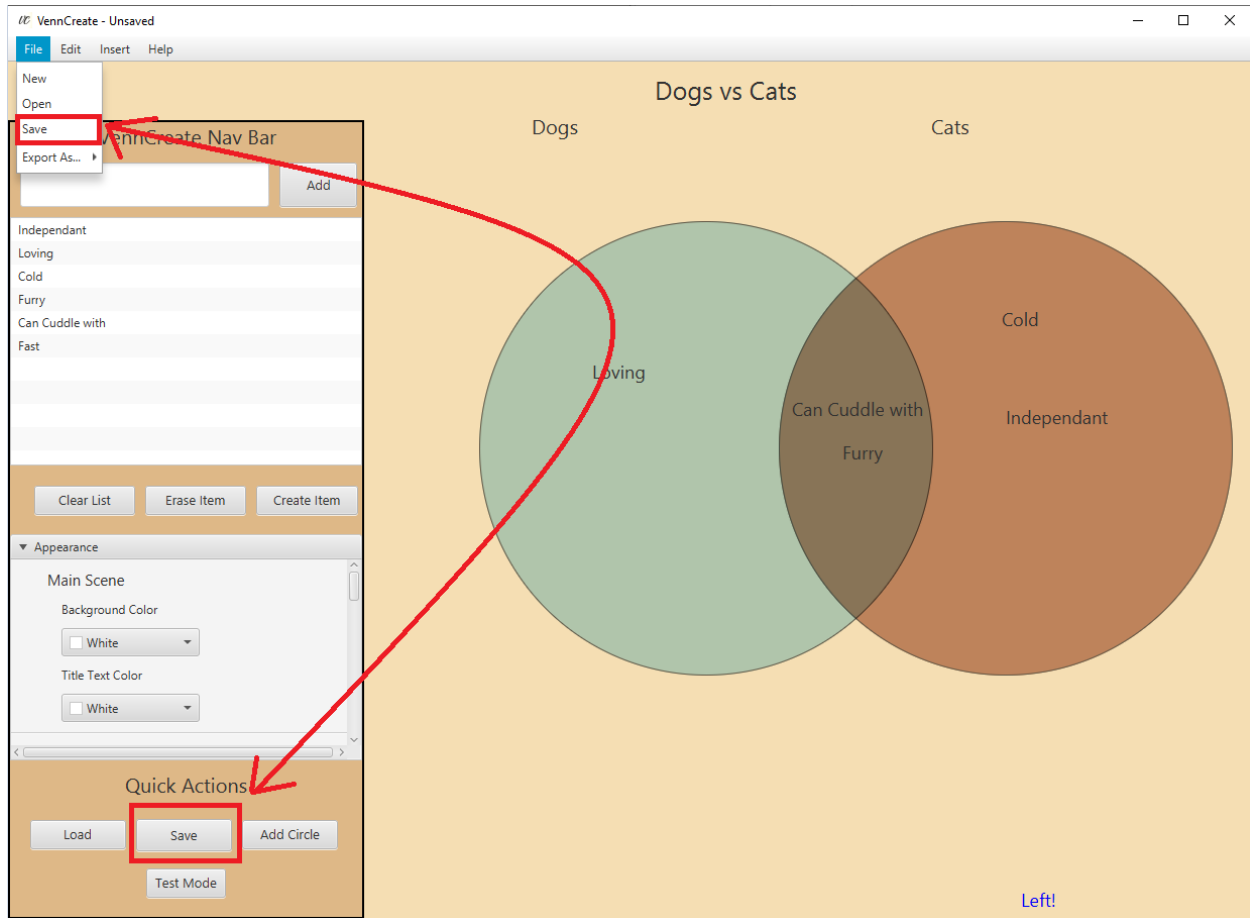 VC VennCreate - Unsaved
File Edit Insert Help
New
Open
Save
Export As...
VennCreate Nav Bar
Add
Independant
Loving
Cold
Furry
Can Cuddle with
Fast
Clear List Erase Item Create Item
Appearance
Main Scene
Background Color
White
Title Text Color
White
Quick Actions
Load Save Add Circle
Test Mode
Dogs vs Cats
Dogs Cats
Cold
Loving
Can Cuddle with
Independant
Furry
Left!